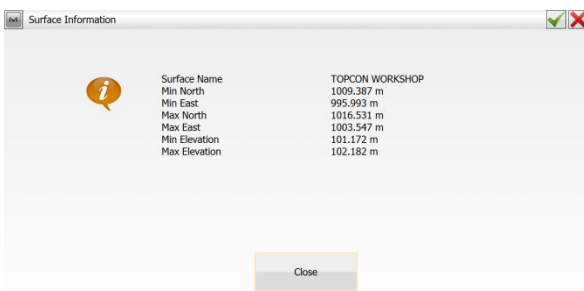 Surface Information
Surface Name TOPCON WORKSHOP
Min North 1009.387 m
Min East 995.993 m
Max North 1016.531 m
Max East 1003.547 m
Min Elevation 101.172 m
Max Elevation 102.182 m
Close